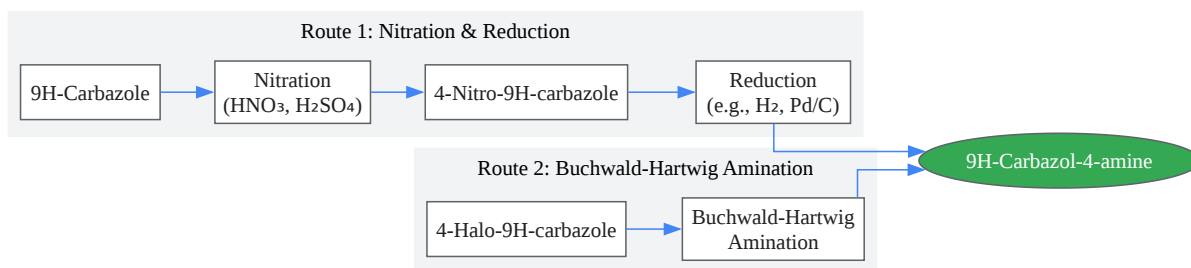 Route 1: Nitration & Reduction
9H-Carbazole
Nitration
(HNO₃, H₂SO₄)
4-Nitro-9H-carbazole
Reduction
(e.g., H₂, Pd/C)
9H-Carbazol-4-amine
Route 2: Buchwald-Hartwig Amination
4-Halo-9H-carbazole
Buchwald-Hartwig
Amination